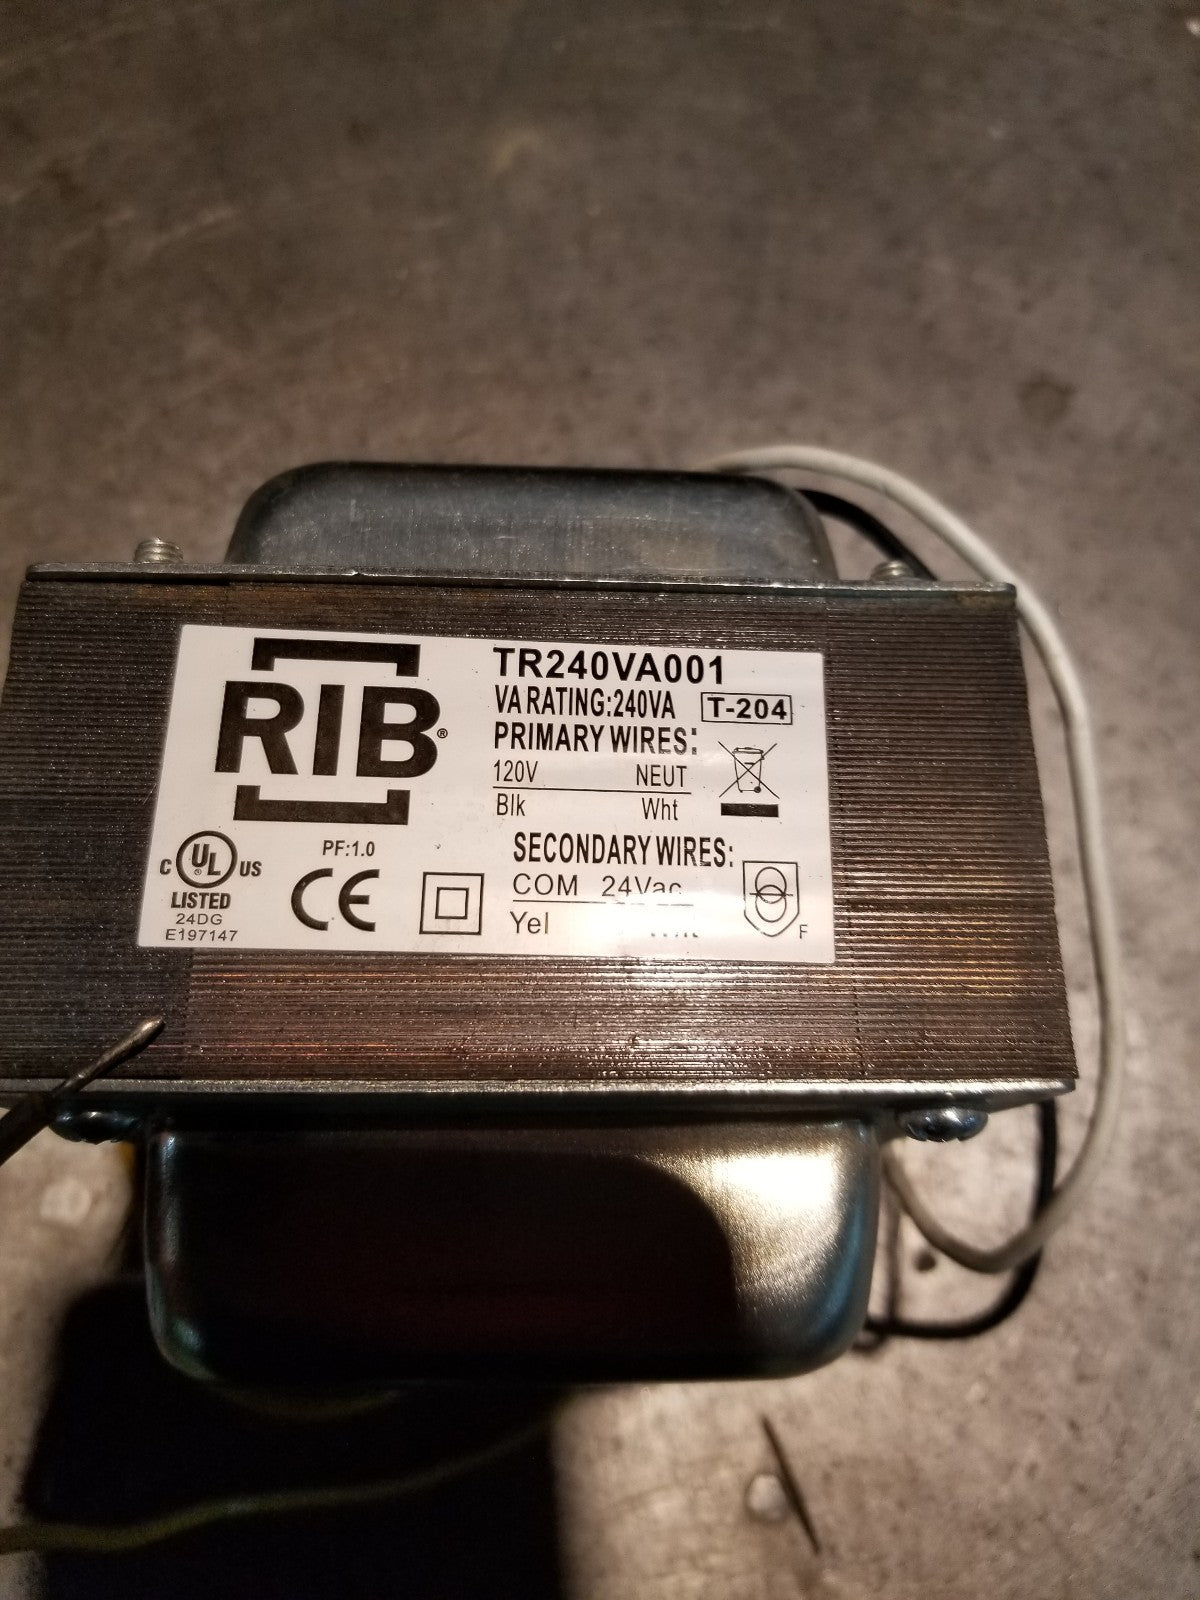 RIB®
TR240VA001
VA RATING:240VA T-204
PRIMARY WIRES:
120V NEUT
Blk Wht
PF:1.0
SECONDARY WIRES:
COM 24Vac
Yel
C UL® US
LISTED
24DG
E197147
CE
F